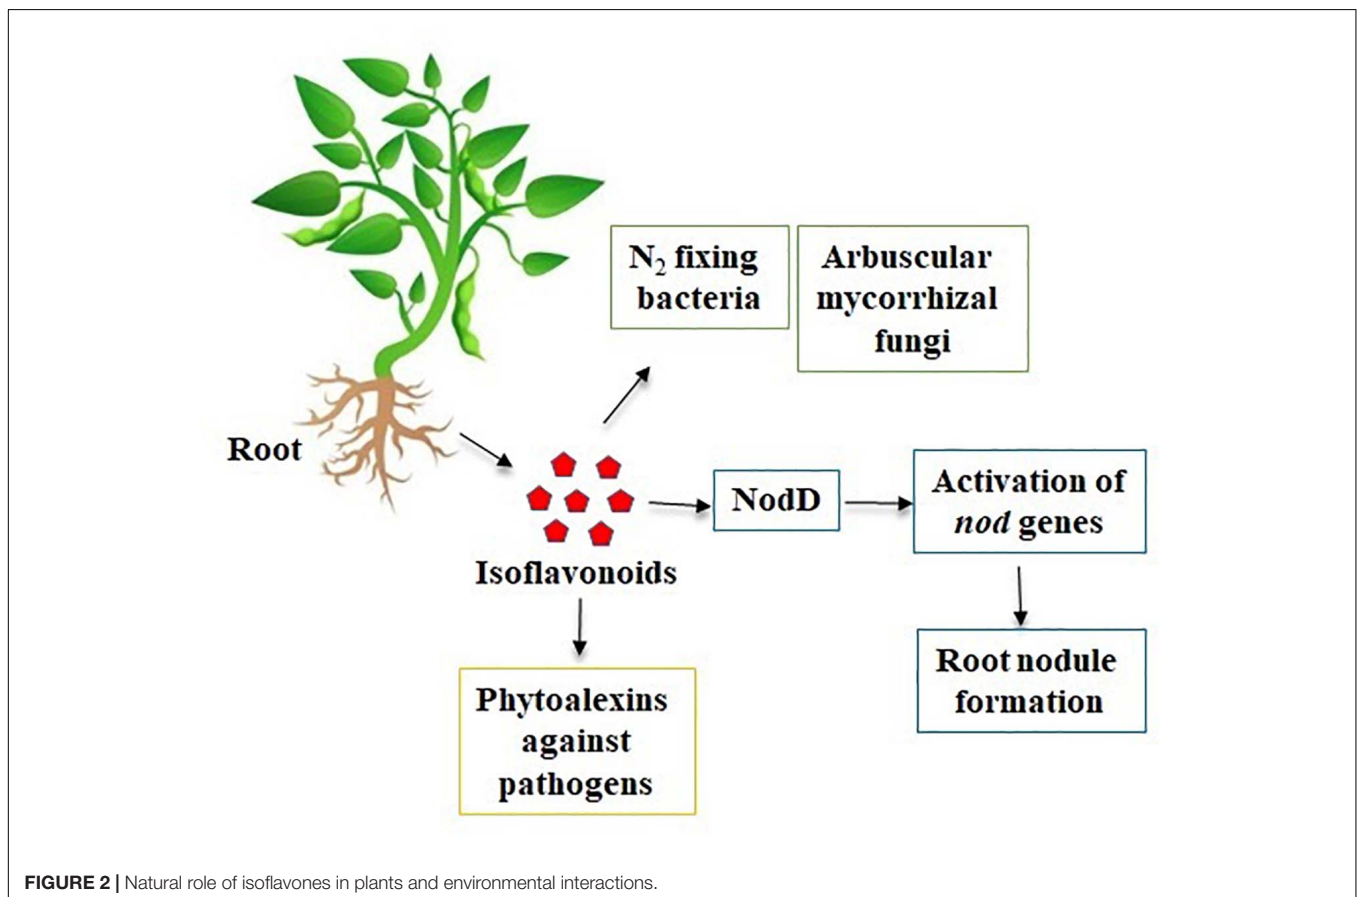 N₂ fixing
bacteria
Arbuscular
mycorrhizal
fungi
Root
Isoflavonoids
NodD
Activation of
nod genes
Root nodule
formation
Phytoalexins
against
pathogens
FIGURE 2 | Natural role of isoflavones in plants and environmental interactions.